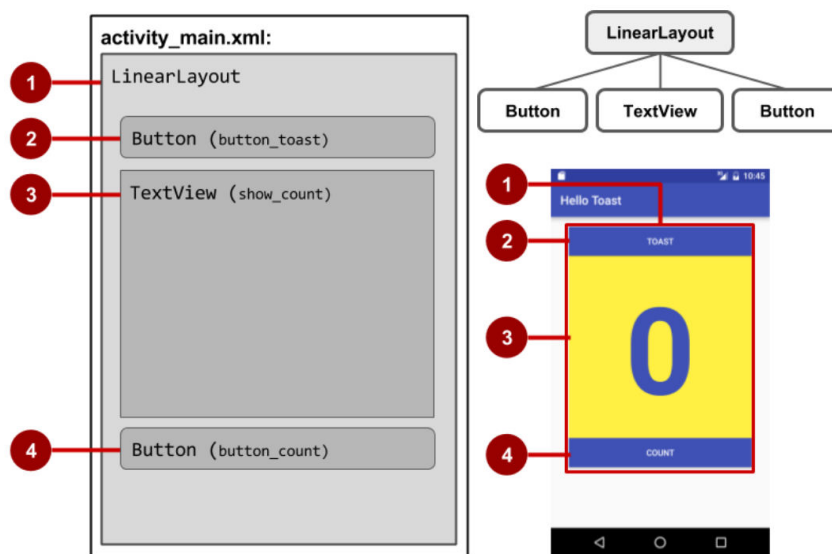 activity_main.xml:
1
LinearLayout
2
Button (button_toast)
3
TextView (show_count)
4
Button (button_count)
LinearLayout
Button TextView Button
10:45
1
Hello Toast
2
TOAST
3
0
4
COUNT